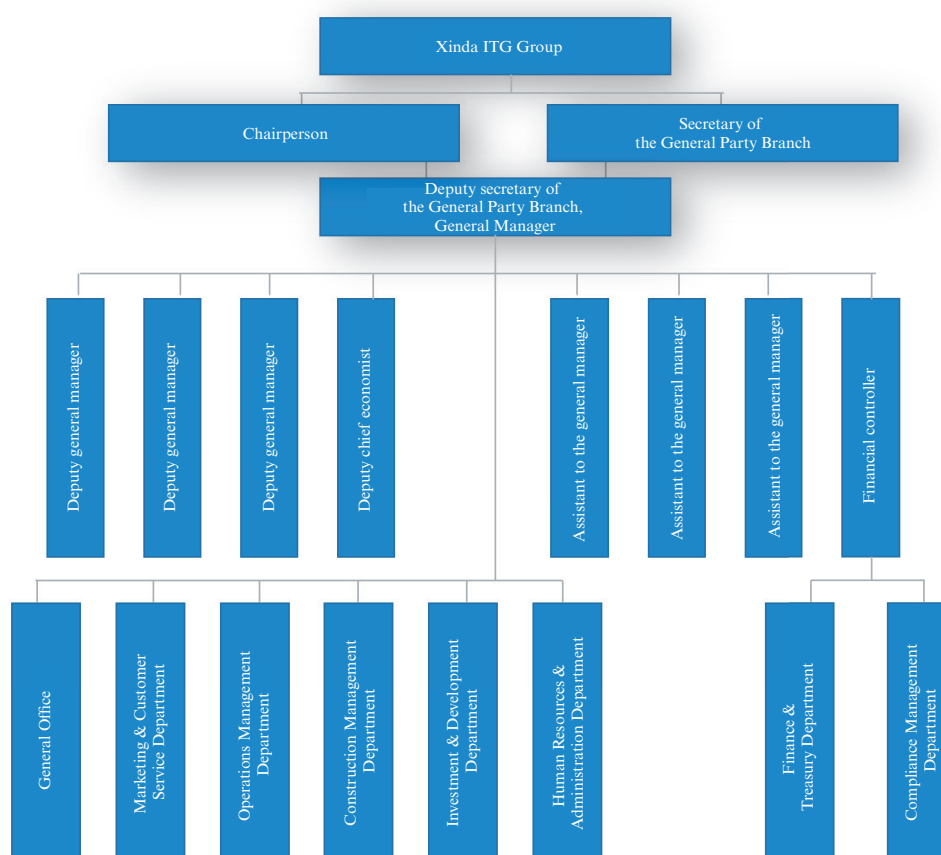 Xinda ITG Group
Chairperson
Secretary of
the General Party Branch
Deputy secretary of
the General Party Branch,
General Manager
Deputy general manager
Deputy general manager
Deputy general manager
Deputy chief economist
Assistant to the general manager
Assistant to the general manager
Assistant to the general manager
Financial controller
General Office
Marketing & Customer
Service Department
Operations Management
Department
Construction Management
Department
Investment & Development
Department
Human Resources &
Administration Department
Finance &
Treasury Department
Compliance Management
Department